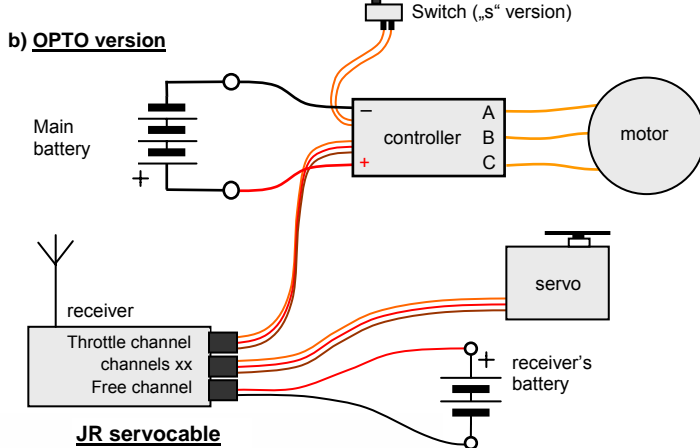 Switch („s“ version)
b) OPTO version
Main
battery
+
−
controller
+
A
B
C
motor
servo
receiver
Throttle channel
channels xx
Free channel
+
receiver's
battery
JR servocable